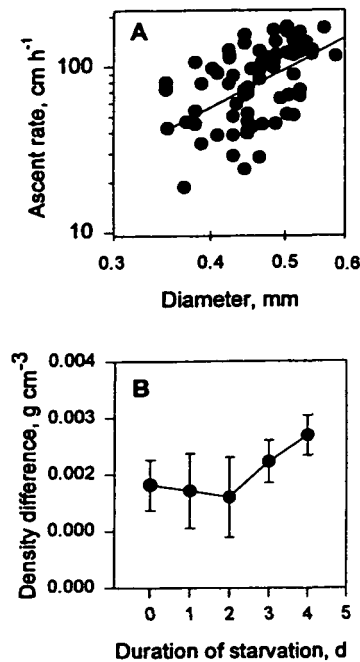 A
Ascent rate, cm h⁻¹
100
10
0.3 0.4 0.5 0.6
Diameter, mm
B
Density difference, g cm⁻³
0.004
0.003
0.002
0.000
0.000
0 1 2 3 4 5
Duration of starvation, d